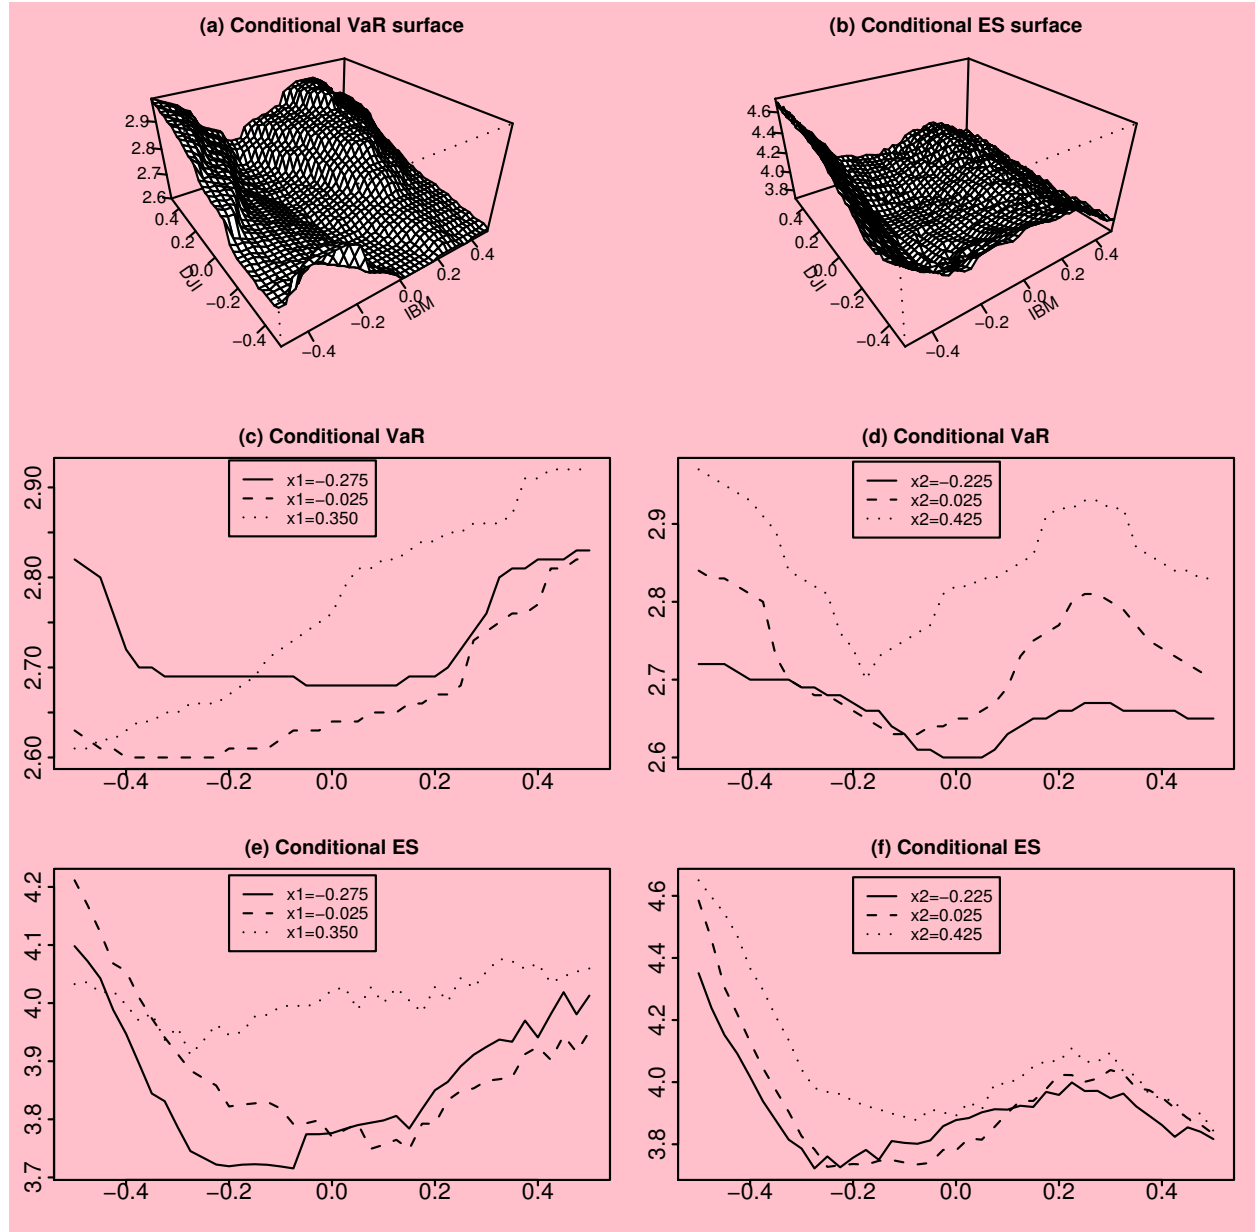 (a) Conditional VaR surface
2.9
2.8
2.7
2.6
0.4
0.2
0.0
−0.2
−0.4
DJI
−0.4
−0.2
0.0
0.2
0.4
IBM
(b) Conditional ES surface
4.6
4.4
4.2
4.0
3.8
0.4
0.2
0.0
−0.2
−0.4
DJI
−0.4
−0.2
0.0
0.2
0.4
IBM
(c) Conditional VaR
x1=−0.275
x1=−0.025
x1=0.350
2.90
2.80
2.70
2.60
−0.4 −0.2 0.0 0.2 0.4
(d) Conditional VaR
x2=−0.225
x2=0.025
x2=0.425
2.9
2.8
2.7
2.6
−0.4 −0.2 0.0 0.2 0.4
(e) Conditional ES
x1=−0.275
x1=−0.025
x1=0.350
4.2
4.1
4.0
3.9
3.8
3.7
−0.4 −0.2 0.0 0.2 0.4
(f) Conditional ES
x2=−0.225
x2=0.025
x2=0.425
4.6
4.4
4.2
4.0
3.8
−0.4 −0.2 0.0 0.2 0.4